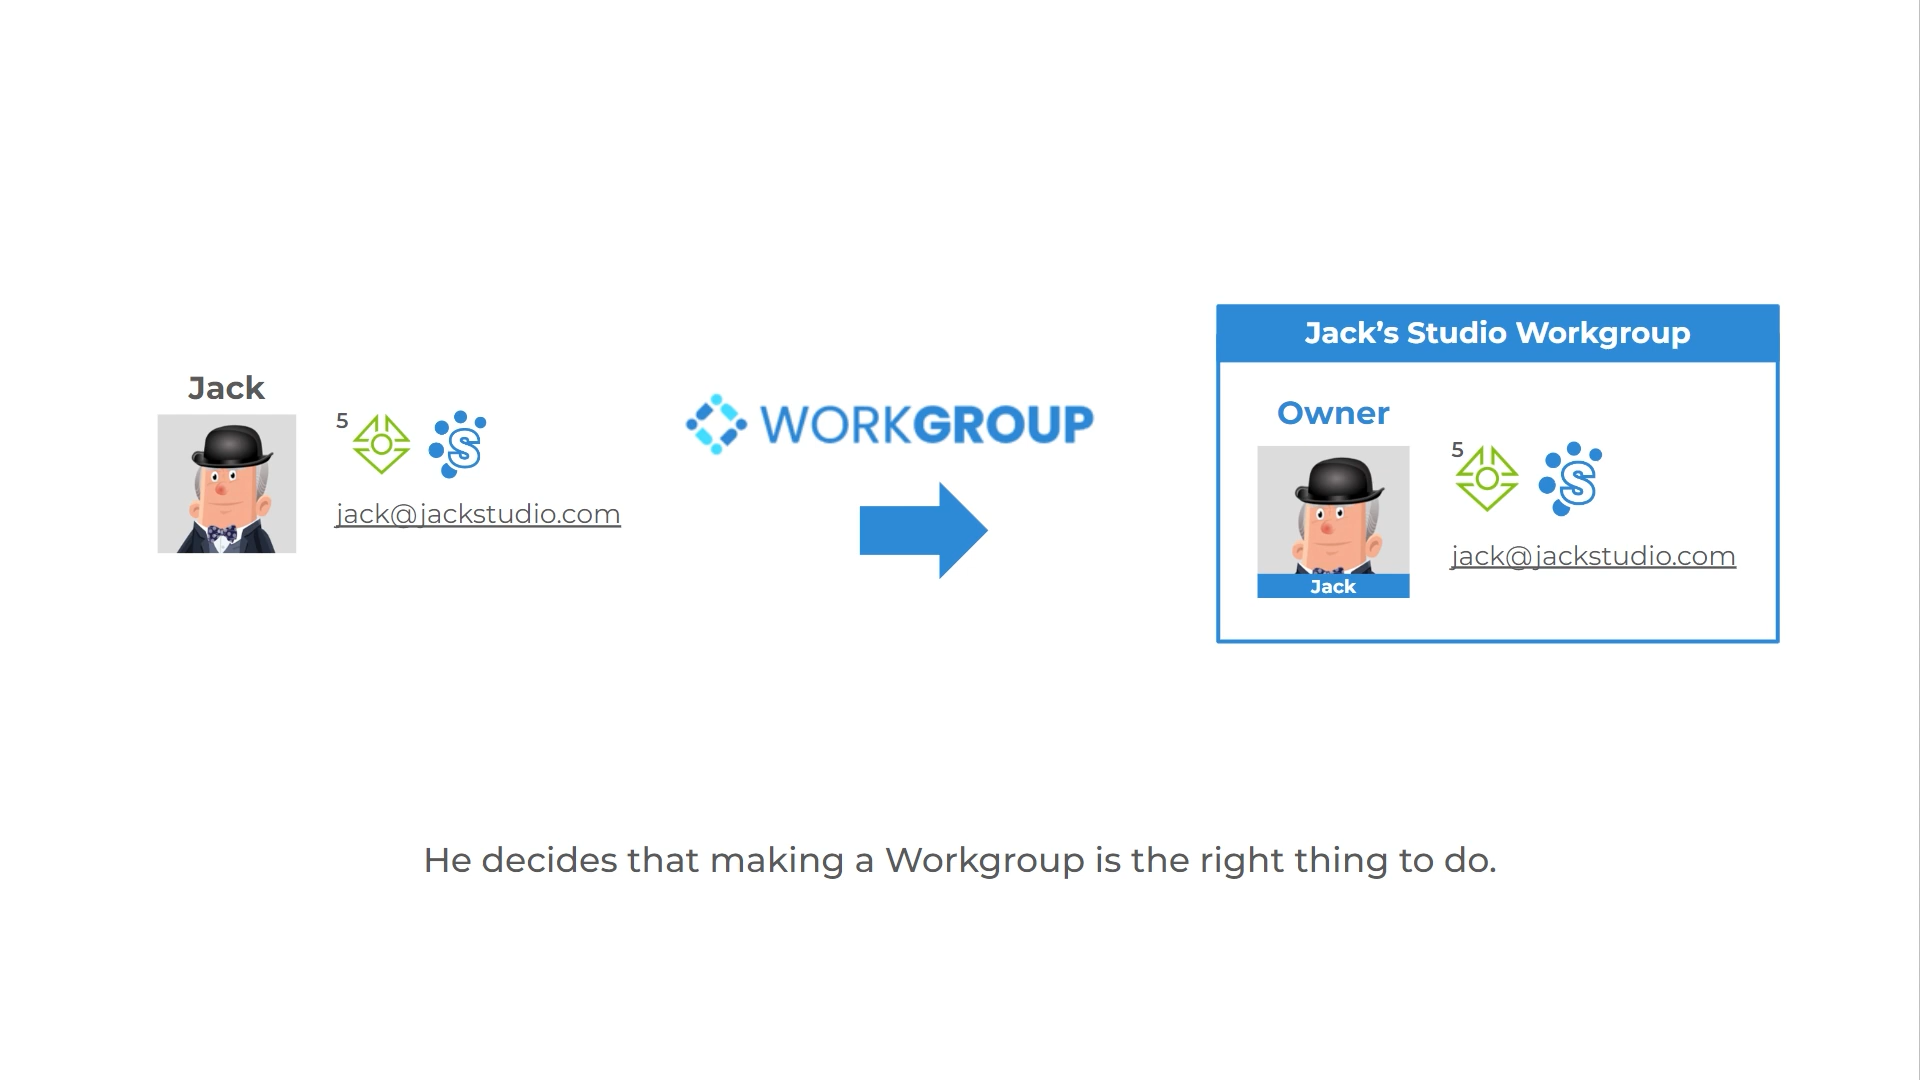 Jack
5
S
jack@jackstudio.com
WORKGROUP
Jack’s Studio Workgroup
Owner
5
S
jack@jackstudio.com
Jack
He decides that making a Workgroup is the right thing to do.